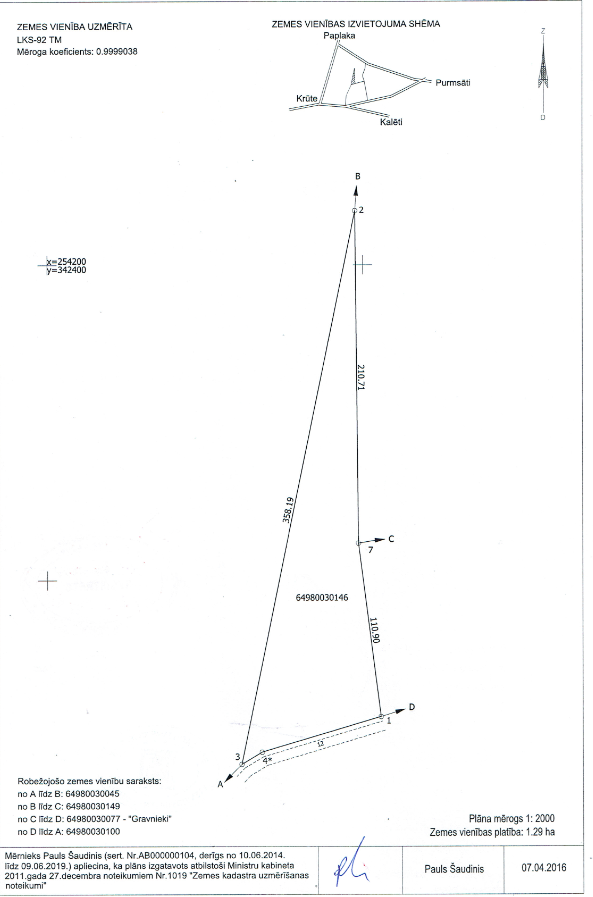 ZEMES VIENĪBA UZMĒRĪTA
LKS-92 TM
Mēroga koeficients: 0.9999038
ZEMES VIENĪBAS IZVIETOJUMA SHĒMA
Paplaka
Purmsāti
Krūte
Kalēti
Z
D
B
2
x=254200
y=342400
210.71
358.19
C
7
64980030146
110.90
D
1
12
3
4*
A
Robežojošo zemes vienību saraksts:
no A līdz B: 64980030045
no B līdz C: 64980030149
no C līdz D: 64980030077 - "Gravnieki"
no D līdz A: 64980030100
Plāna mērogs 1: 2000
Zemes vienības platība: 1.29 ha
Mērnieks Pauls Šaudinis (sert. Nr.AB000000104, derīgs no 10.06.2014.
līdz 09.06.2019.) apliecina, ka plāns izgatavots atbilstoši Ministru kabineta
2011.gada 27.decembra noteikumiem Nr.1019 "Zemes kadastra uzmērīšanas
noteikumi"
Pauls Šaudinis
07.04.2016